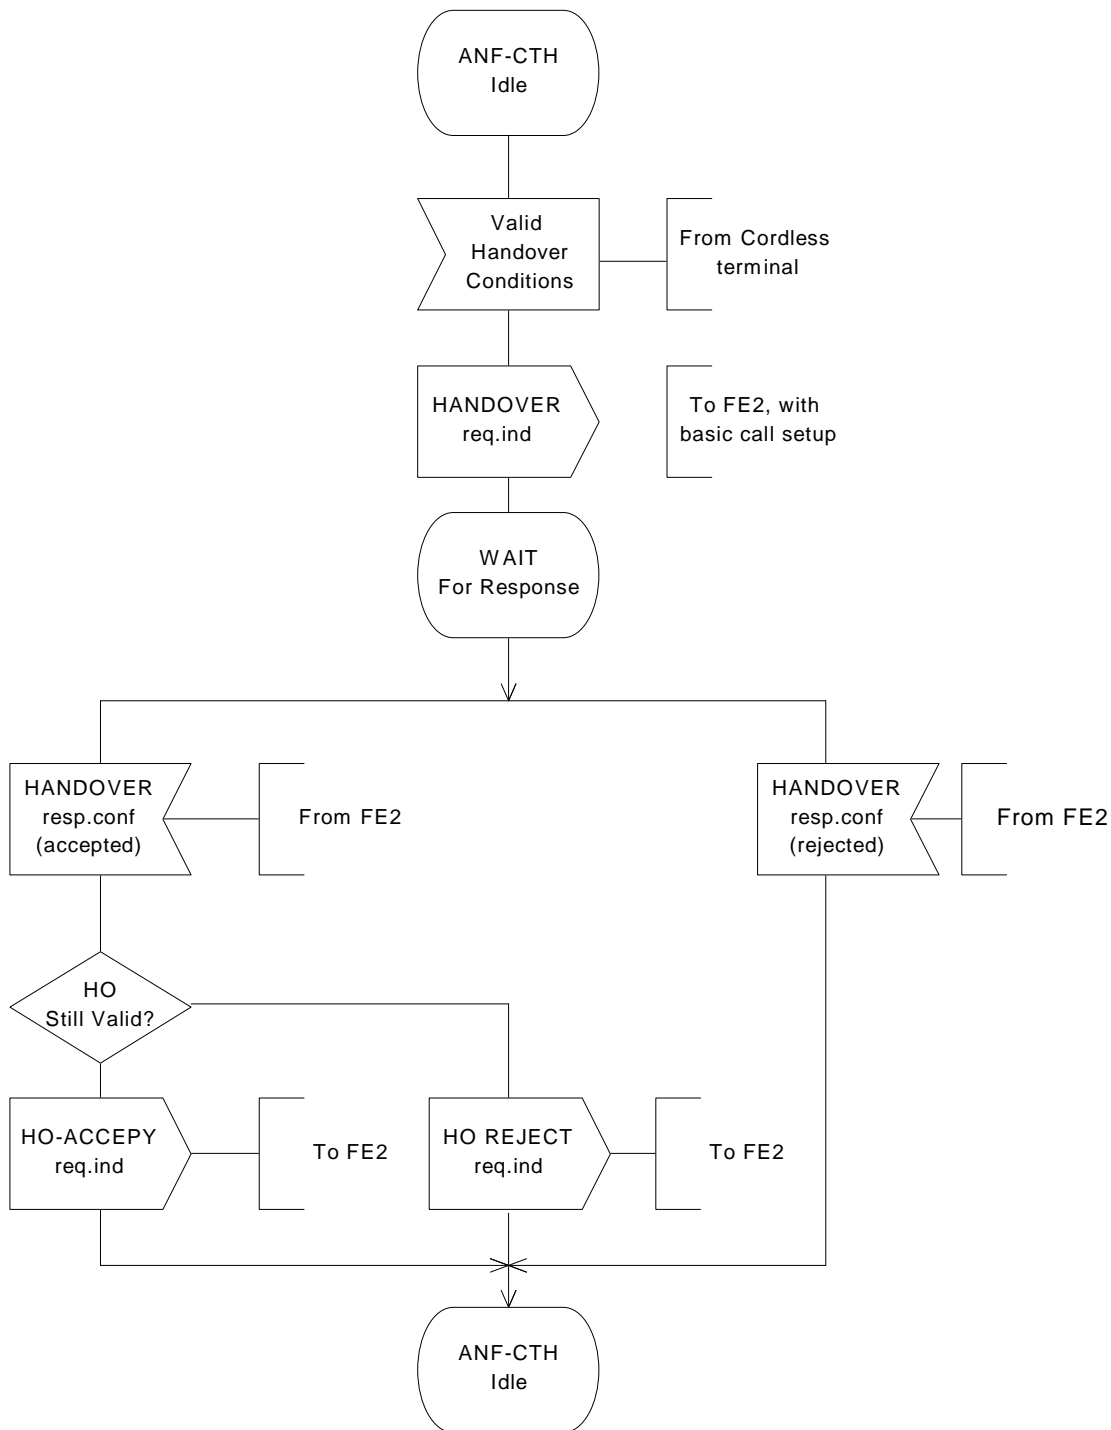 ANF-CTH
Idle
Valid
Handover
Conditions
From Cordless
terminal
HANDOVER
req.ind
To FE2, with
basic call setup
WAIT
For Response
HANDOVER
resp.conf
(accepted)
From FE2
HANDOVER
resp.conf
(rejected)
From FE2
HO
Still Valid?
HO-ACCEPY
req.ind
To FE2
HO REJECT
req.ind
To FE2
ANF-CTH
Idle